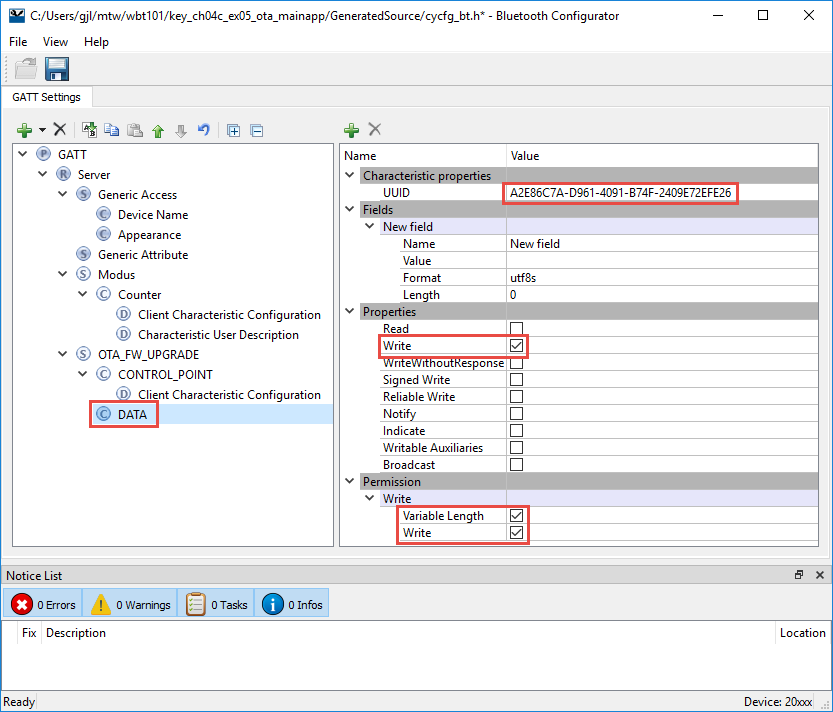 C:/Users/gjl/mtw/wbt101/key_ch04c_ex05_ota_mainapp/GeneratedSource/cycfg_bt.h* - Bluetooth Configurator
File View Help
GATT Settings
P GATT
R Server
S Generic Access
C Device Name
C Appearance
S Generic Attribute
S Modus
C Counter
D Client Characteristic Configuration
D Characteristic User Description
S OTA_FW_UPGRADE
C CONTROL_POINT
D Client Characteristic Configuration
C DATA
Name Value
Characteristic properties
UUID A2E86C7A-D961-4091-B74F-2409E72EFE26
Fields
New field
Name New field
Value
Format utf8s
Length 0
Properties
Read
Write
WriteWithoutResponse
Signed Write
Reliable Write
Notify
Indicate
Writable Auxiliaries
Broadcast
Permission
Write
Variable Length
Write
Notice List
0 Errors 0 Warnings 0 Tasks 0 Infos
Fix Description Location
Ready Device: 20xxx